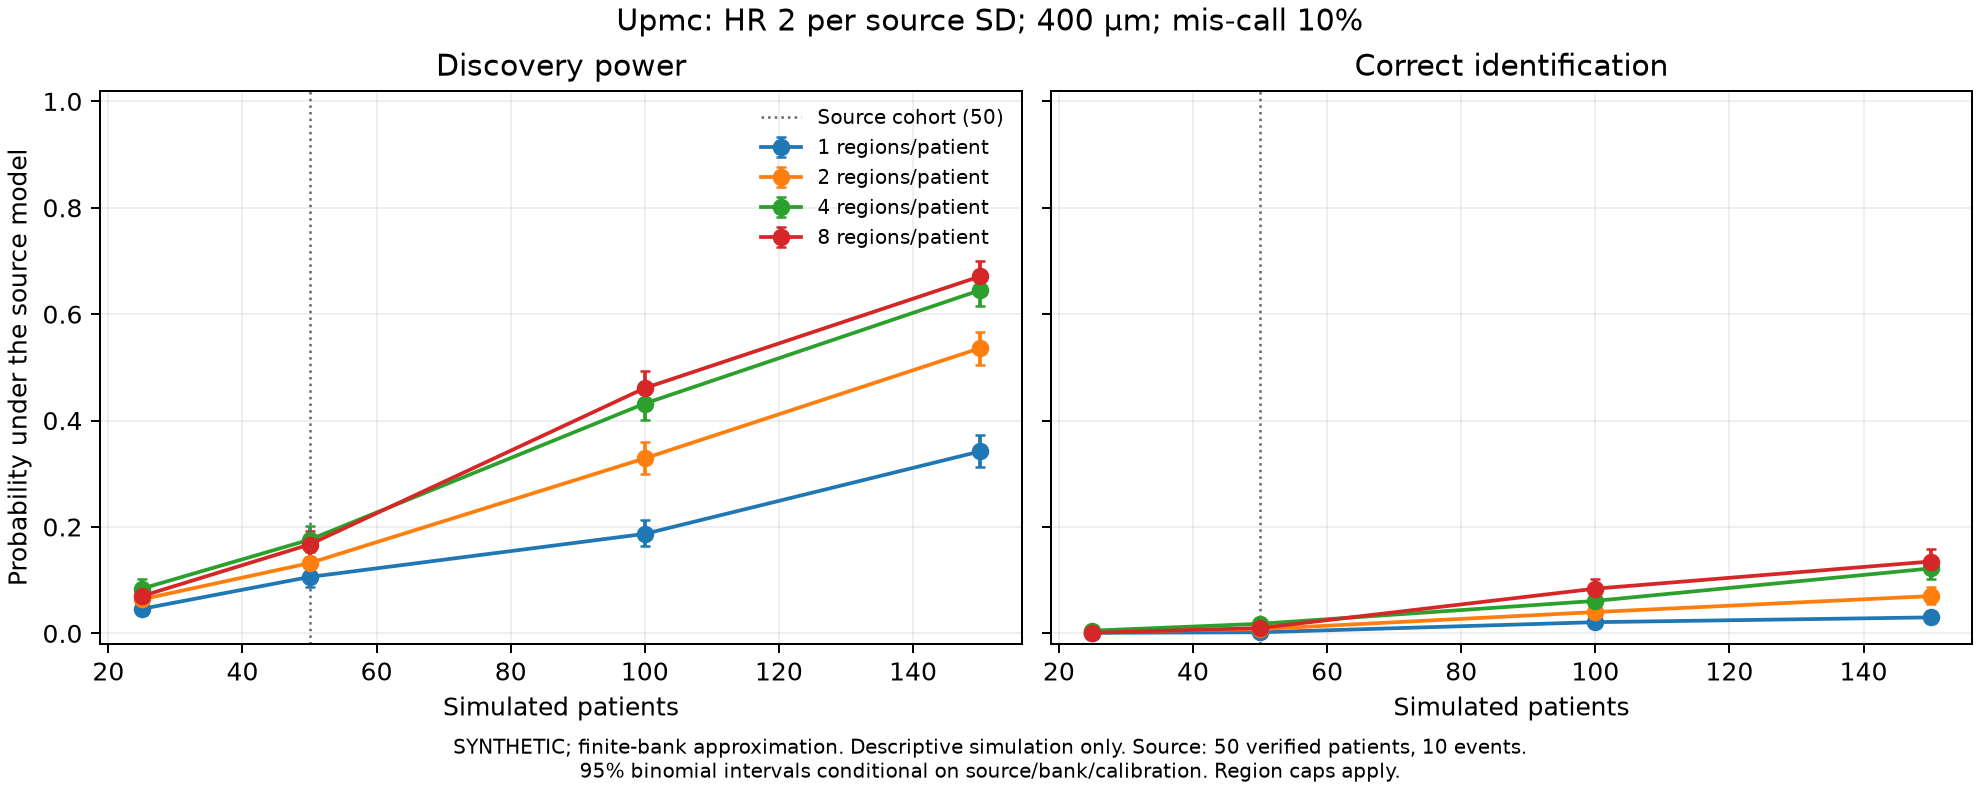 Upmc: HR 2 per source SD; 400 µm; mis-call 10%
Discovery power
Correct identification
Probability under the source model
1.0
0.8
0.6
0.4
0.2
0.0
Source cohort (50)
1 regions/patient
2 regions/patient
4 regions/patient
8 regions/patient
20 40 60 80 100 120 140
20 40 60 80 100 120 140
Simulated patients
Simulated patients
SYNTHETIC; finite-bank approximation. Descriptive simulation only. Source: 50 verified patients, 10 events.
95% binomial intervals conditional on source/bank/calibration. Region caps apply.